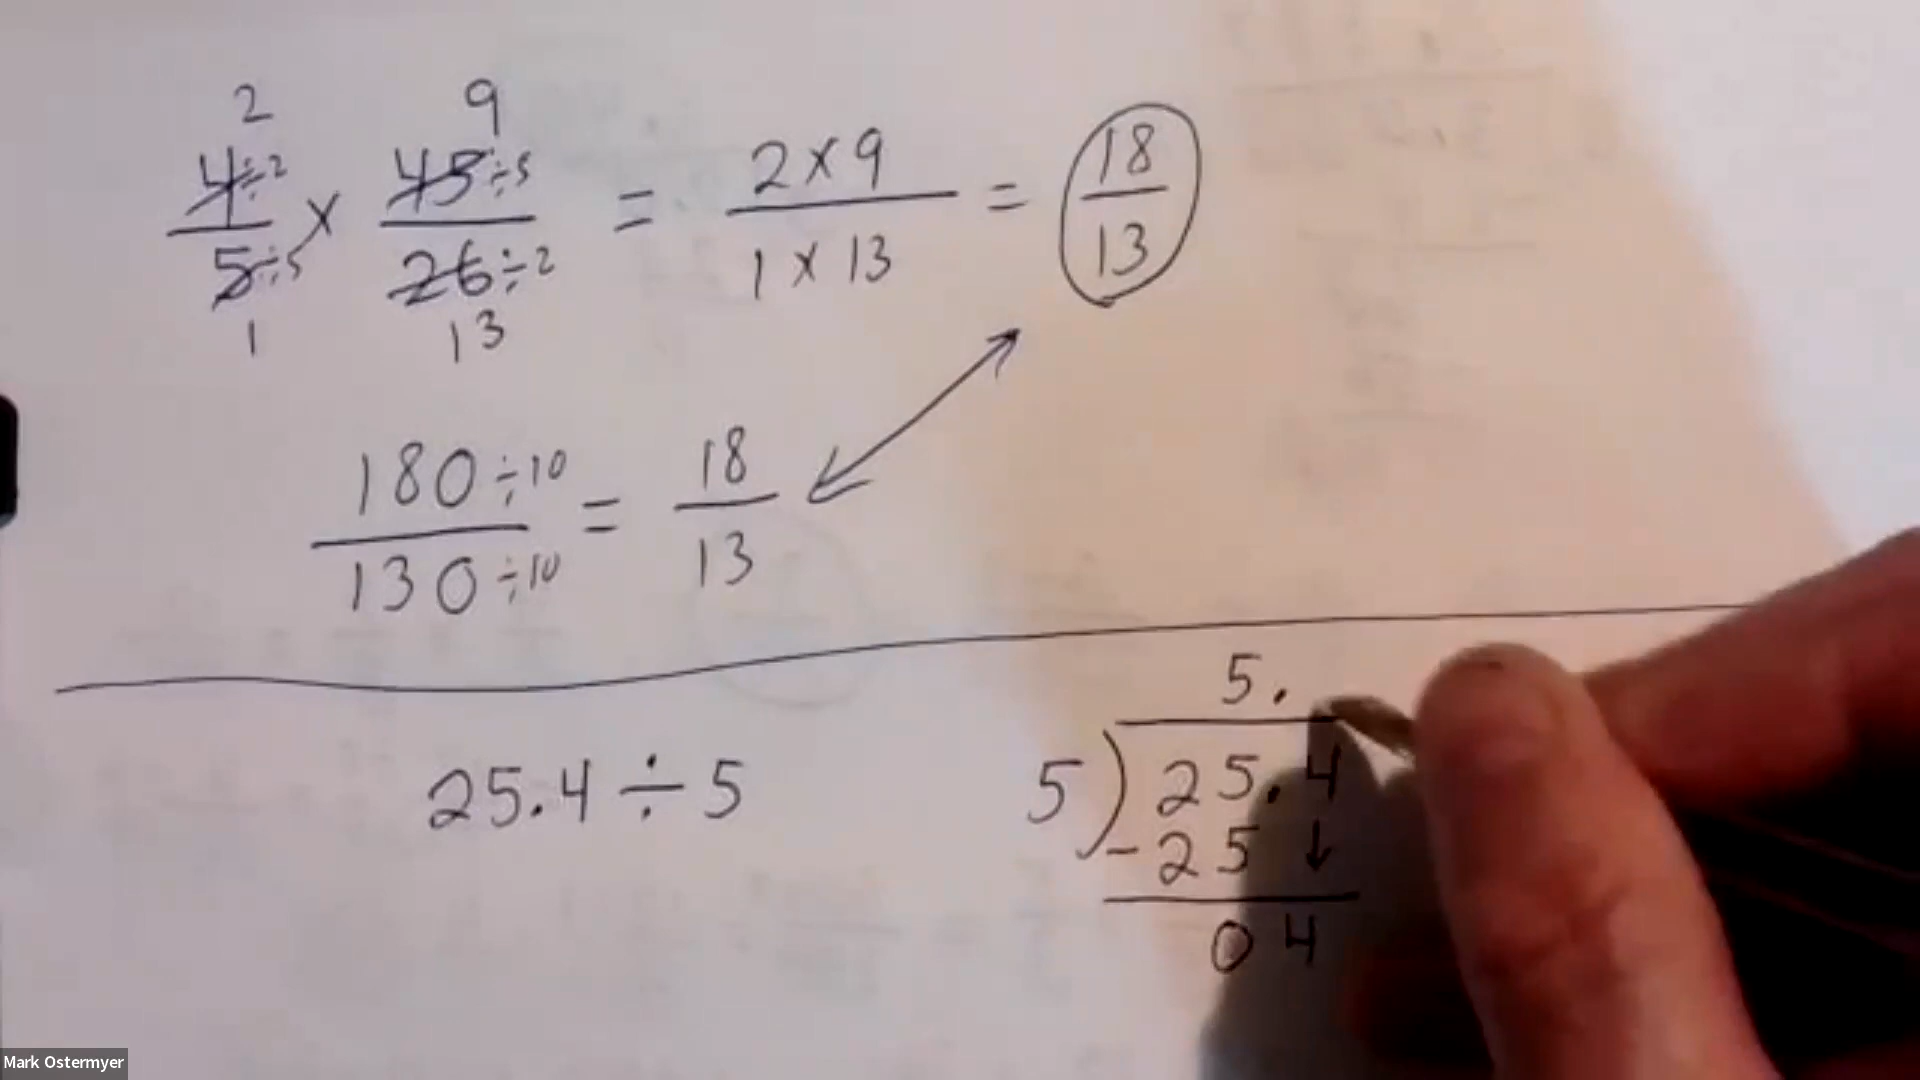 2 9
4÷2 / 5÷5 × 45÷5 / 26÷2 = 2×9 / 1×13 = 18/13
1 13
180÷10 / 130÷10 = 18/13
5.
25.4÷5 5)25.4
-25↓
04
Mark Ostermyer